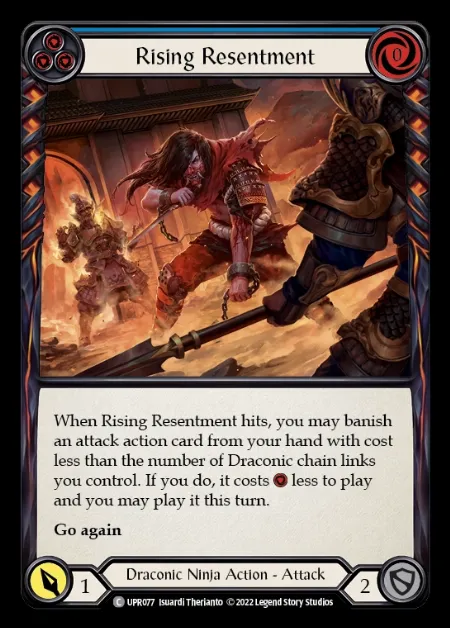 Rising Resentment
0
When Rising Resentment hits, you may banish
an attack action card from your hand with cost
less than the number of Draconic chain links
you control. If you do, it costs less to play
and you may play it this turn.
Go again
1
Draconic Ninja Action - Attack
2
C UPR077 Isuardi Therianto © 2022 Legend Story Studios